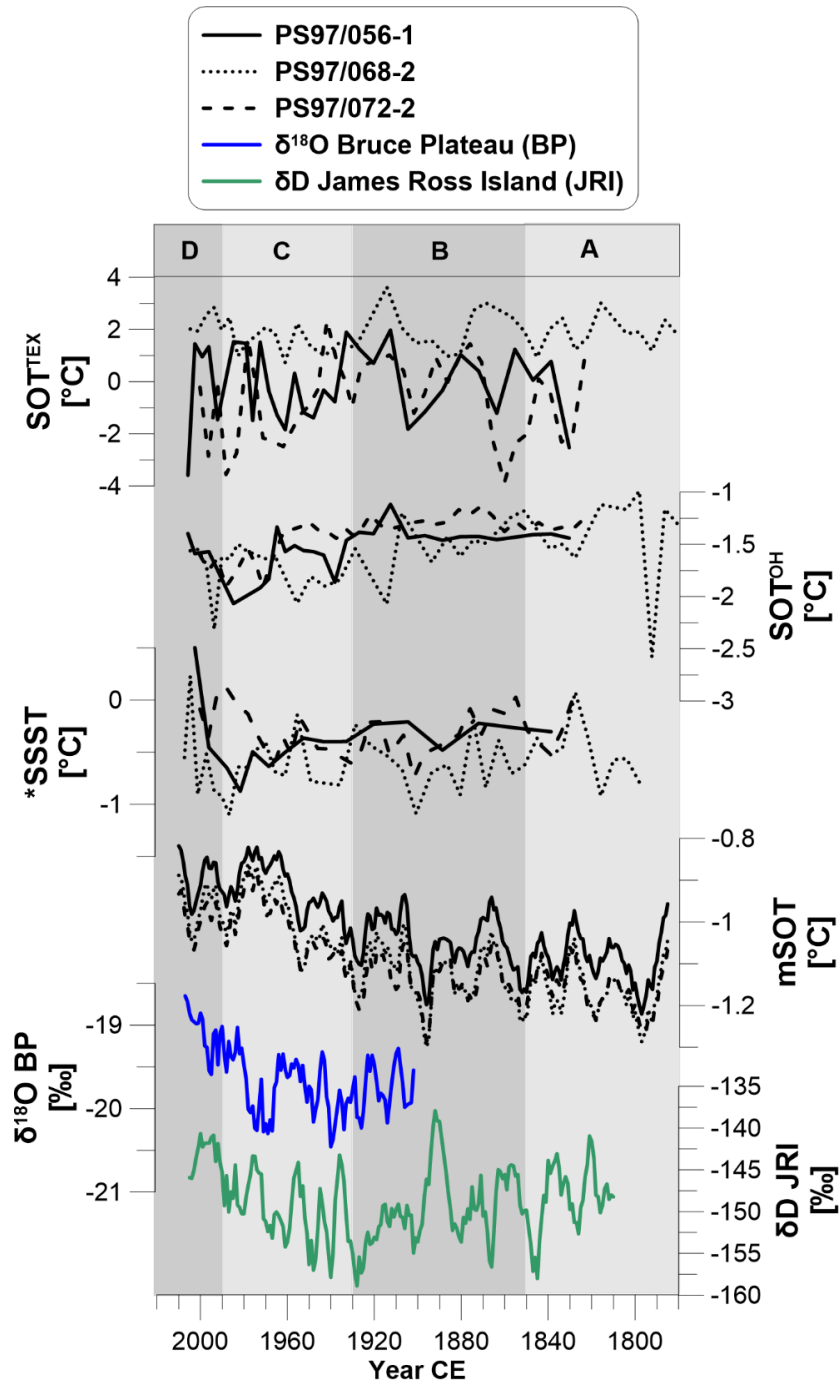 PS97/056-1
PS97/068-2
PS97/072-2
δ¹⁸O Bruce Plateau (BP)
δD James Ross Island (JRI)
D C B A
4
2
0
-2
-4
SOTᵀᴱˣ
[°C]
-1
-1.5
-2
-2.5
-3
SOTᴼᴴ
[°C]
0
-1
*SSST
[°C]
-0.8
-1
-1.2
mSOT
[°C]
-19
-20
-21
δ¹⁸O BP
[‰]
-135
-140
-145
-150
-155
-160
δD JRI
[‰]
2000 1960 1920 1880 1840 1800
Year CE